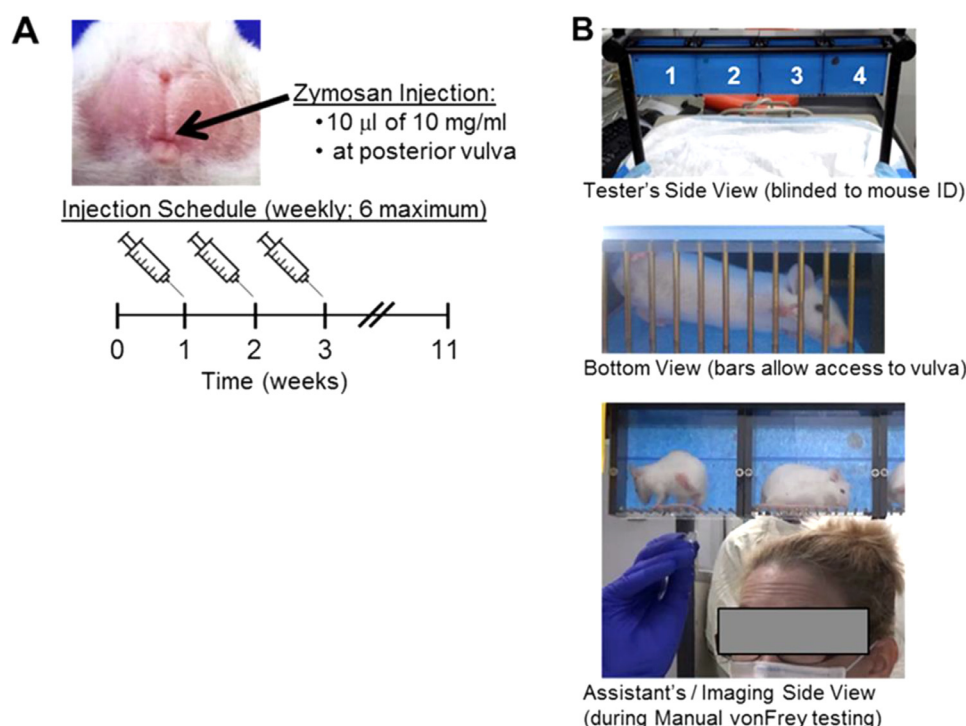 A
Zymosan Injection:
•10 μl of 10 mg/ml
• at posterior vulva
Injection Schedule (weekly; 6 maximum)
0 1 2 3 11
Time (weeks)
B
1 2 3 4
Tester's Side View (blinded to mouse ID)
Bottom View (bars allow access to vulva)
Assistant's / Imaging Side View
(during Manual vonFrey testing)